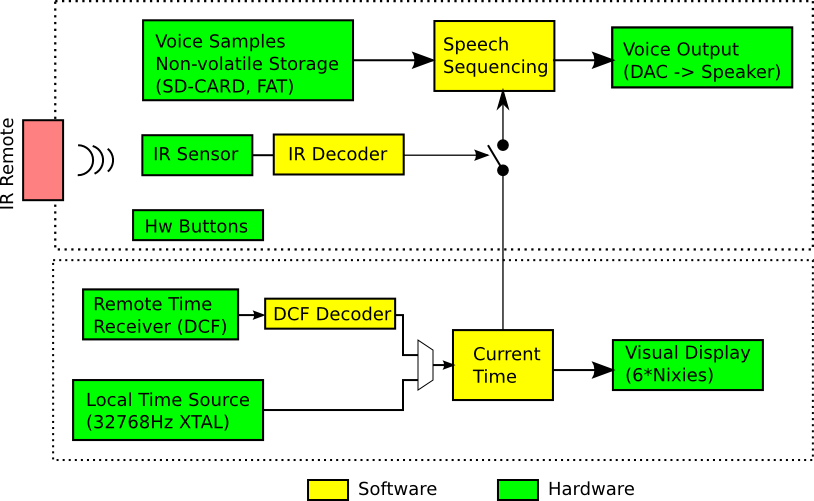 Voice Samples
Non-volatile Storage
(SD-CARD, FAT)
Speech
Sequencing
Voice Output
(DAC -> Speaker)
IR Remote
IR Sensor
IR Decoder
Hw Buttons
Remote Time
Receiver (DCF)
DCF Decoder
Current
Time
Visual Display
(6*Nixies)
Local Time Source
(32768Hz XTAL)
Software
Hardware